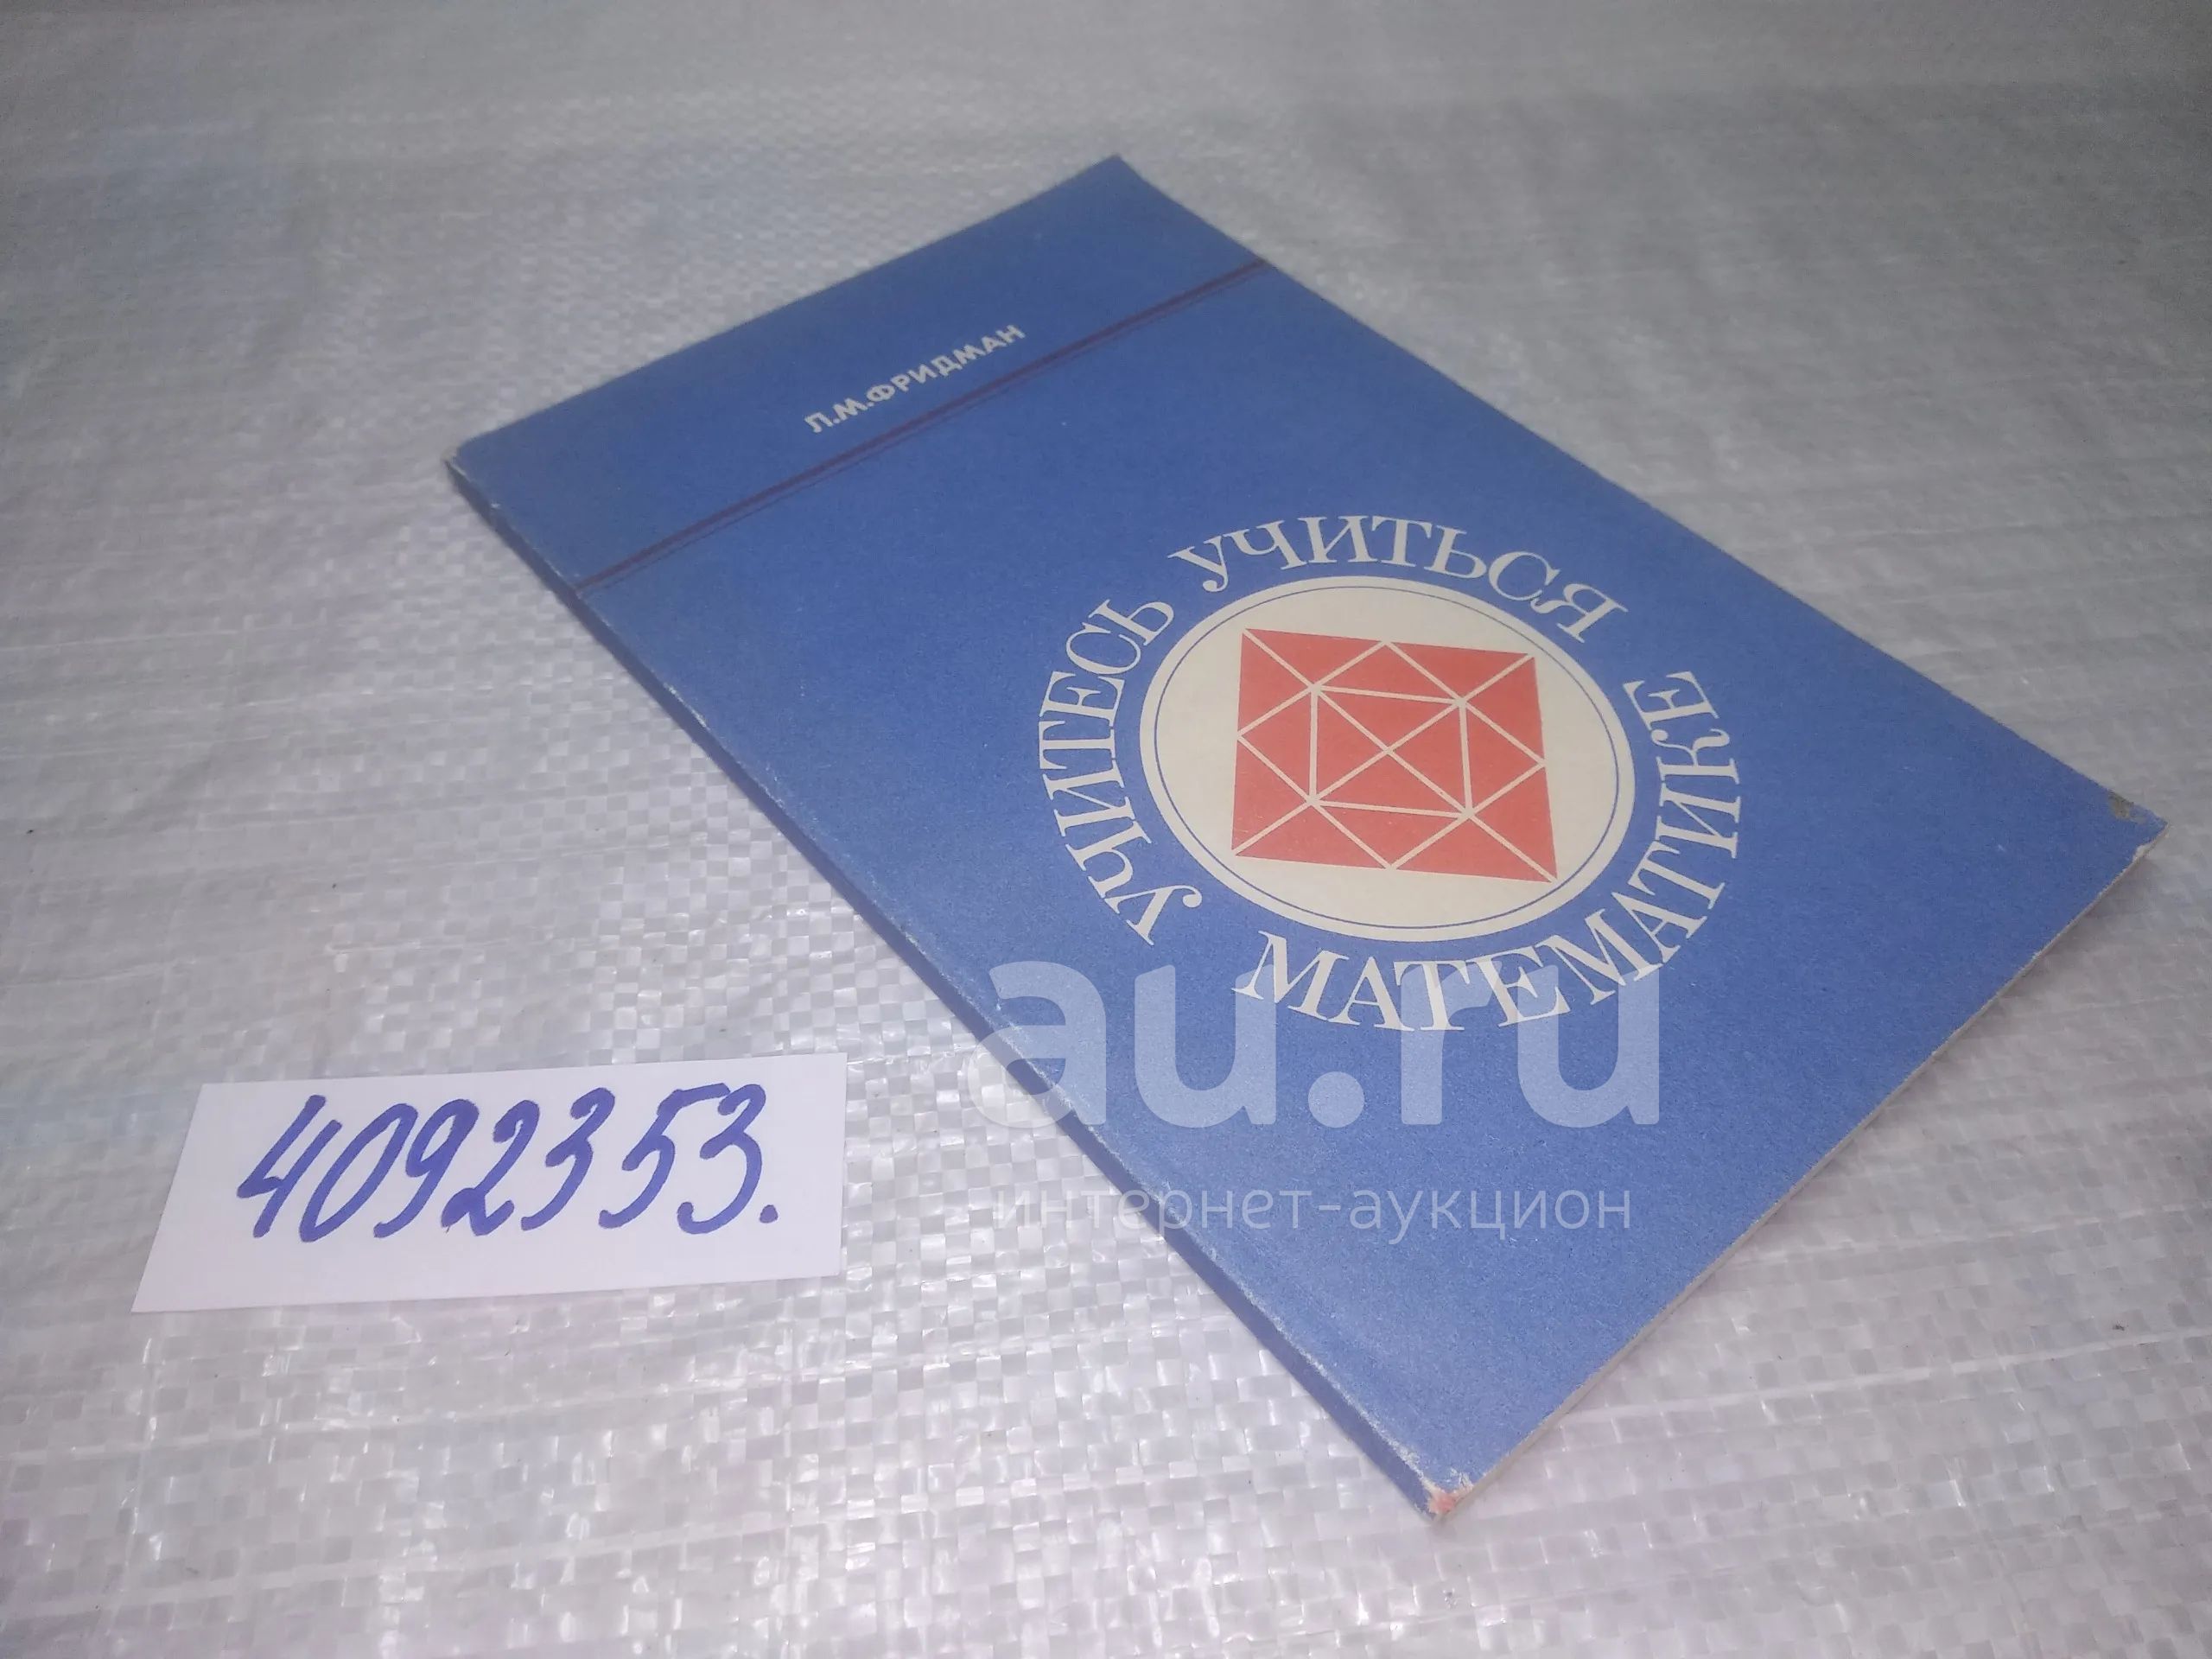 Л.М.ФРИДМАН
УЧИТЕСЬ УЧИТЬСЯ
МАТЕМАТИКЕ
au.ru
интернет-аукцион
4092353.